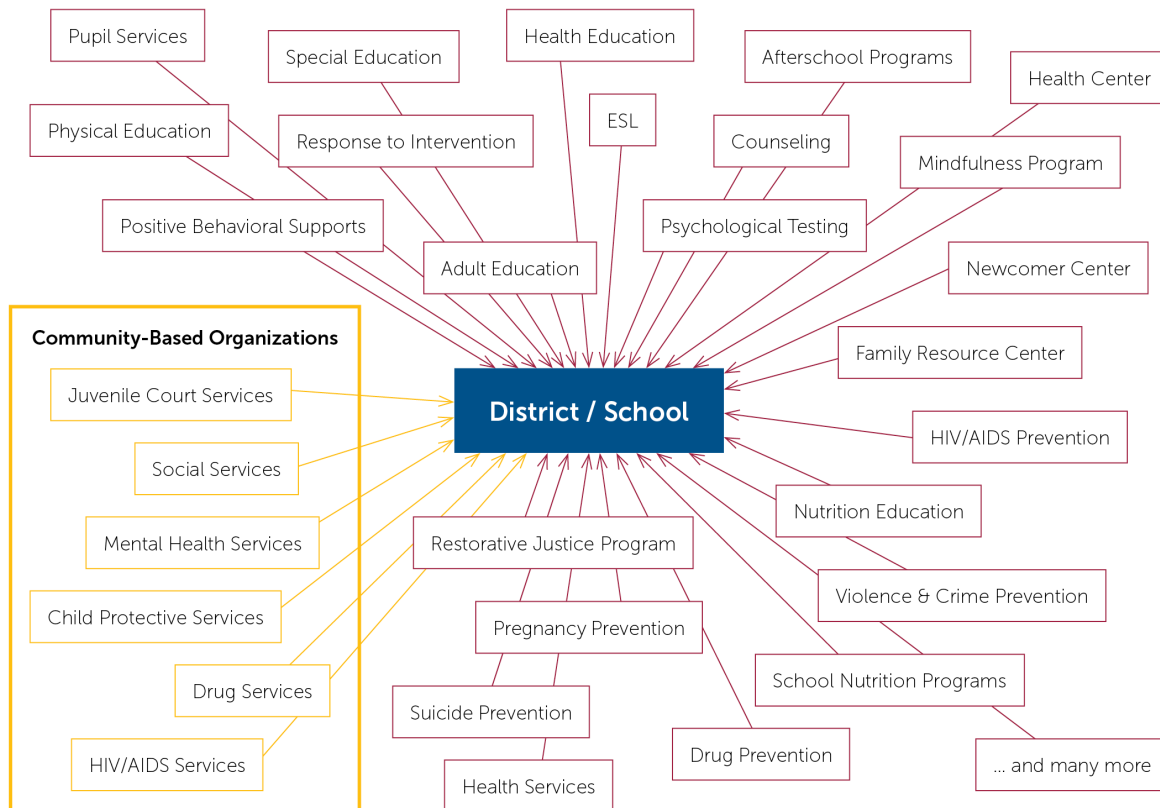 Pupil Services
Special Education
Health Education
Afterschool Programs
Health Center
Physical Education
Response to Intervention
ESL
Counseling
Mindfulness Program
Positive Behavioral Supports
Adult Education
Psychological Testing
Newcomer Center
Community-Based Organizations
Juvenile Court Services
Social Services
Mental Health Services
Child Protective Services
Drug Services
HIV/AIDS Services
District / School
Family Resource Center
HIV/AIDS Prevention
Nutrition Education
Restorative Justice Program
Violence & Crime Prevention
Pregnancy Prevention
School Nutrition Programs
Suicide Prevention
Drug Prevention
... and many more
Health Services